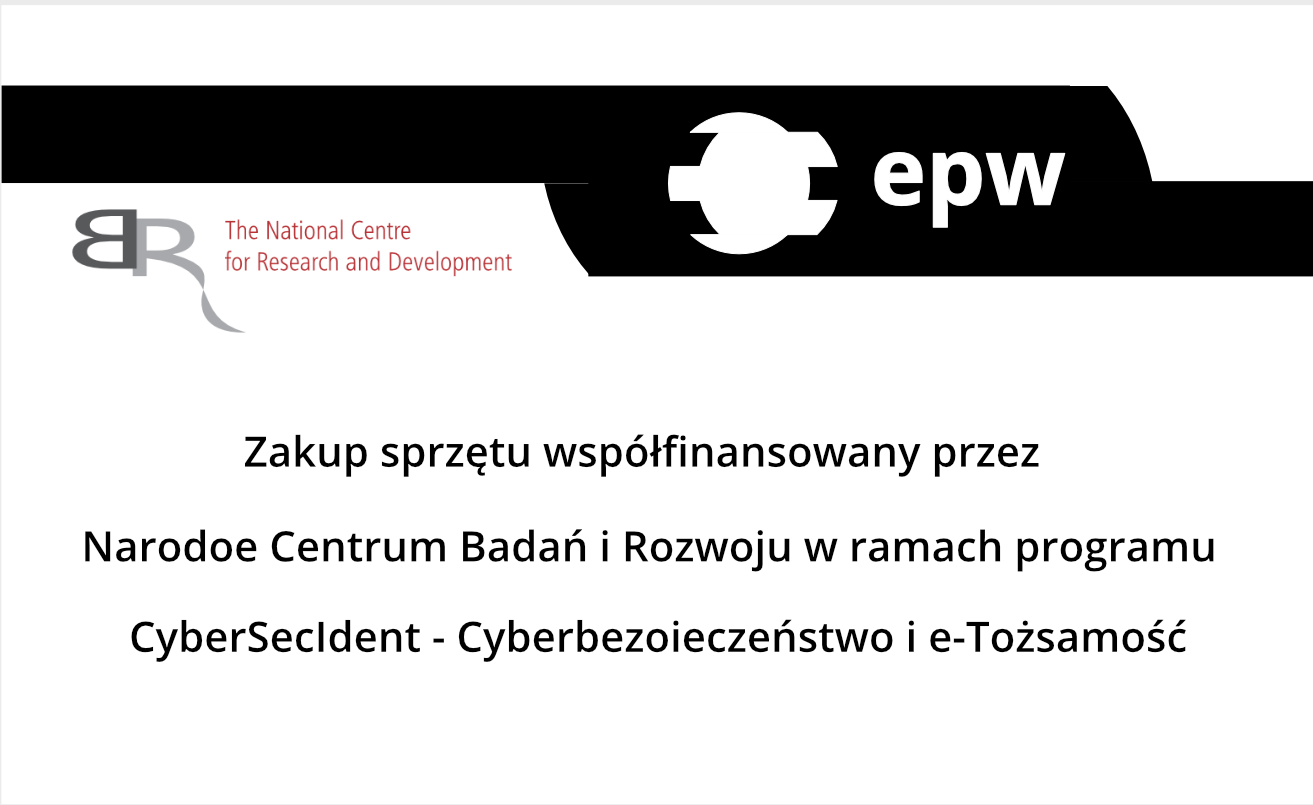 epw
The National Centre
for Research and Development
Zakup sprzętu współfinansowany przez
Narodoe Centrum Badań i Rozwoju w ramach programu
CyberSecIdent - Cyberbezoieczeństwo i e-Tożsamość